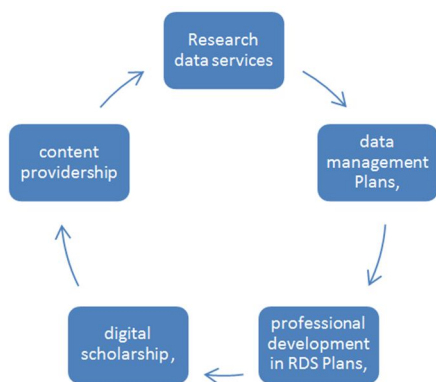 Research
data services
data
management
Plans,
professional
development
in RDS Plans,
digital
scholarship,
content
providership